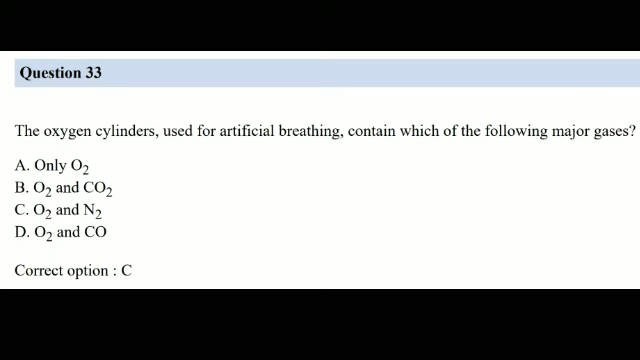 Question 33
The oxygen cylinders, used for artificial breathing, contain which of the following major gases?
A. Only O₂
B. O₂ and CO₂
C. O₂ and N₂
D. O₂ and CO
Correct option : C